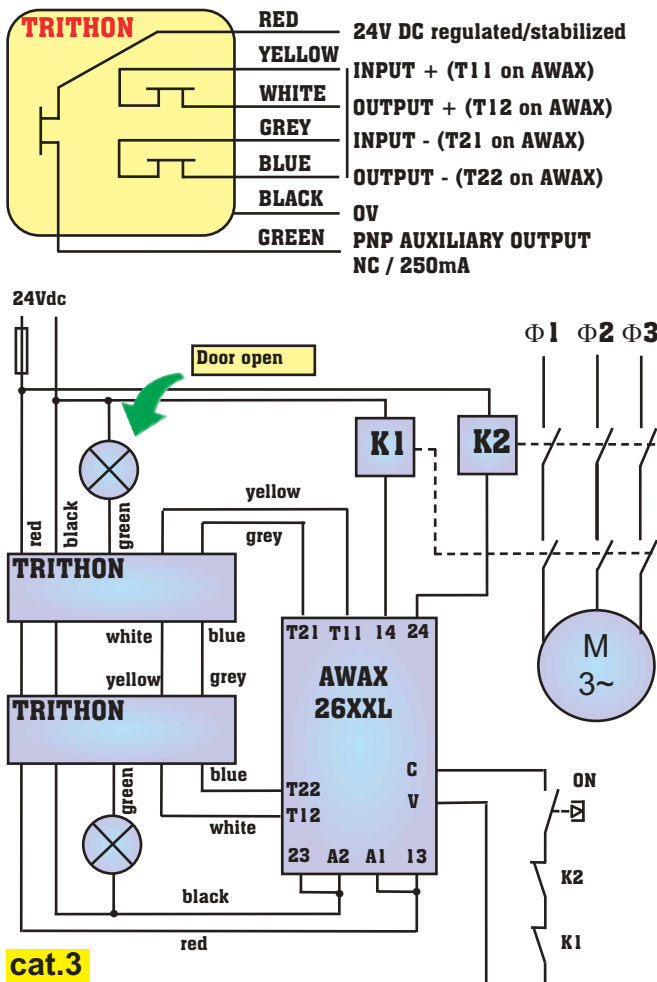 TRITHON
RED
24V DC regulated/stabilized
YELLOW
INPUT + (T11 on AWAX)
WHITE
OUTPUT + (T12 on AWAX)
GREY
INPUT - (T21 on AWAX)
BLUE
OUTPUT - (T22 on AWAX)
BLACK
0V
GREEN
PNP AUXILIARY OUTPUT
NC / 250mA
24Vdc
Door open
Φ1 Φ2 Φ3
K1
K2
yellow
grey
red
black
green
TRITHON
white
blue
yellow
grey
TRITHON
T21 T11 14 24
AWAX
26XXL
M
3~
blue
green
white
T22
T12
C
V
ON
23 A2 A1 13
K2
black
red
K1
cat.3